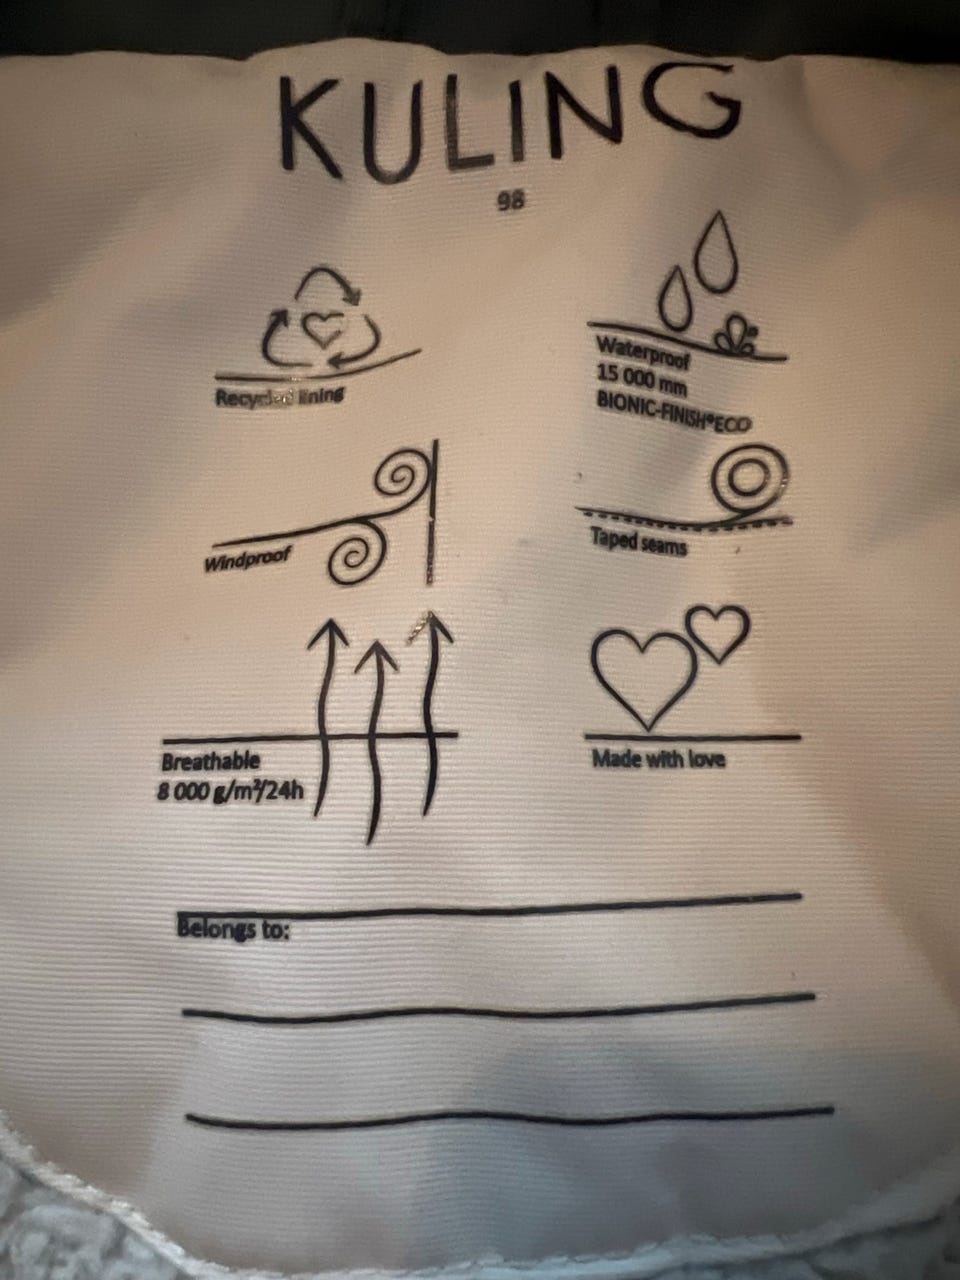 KULING
98
Recycled lining
Waterproof
15 000 mm
BIONIC-FINISH®ECO
Windproof
Taped seams
Breathable
8 000 g/m²/24h
Made with love
Belongs to: